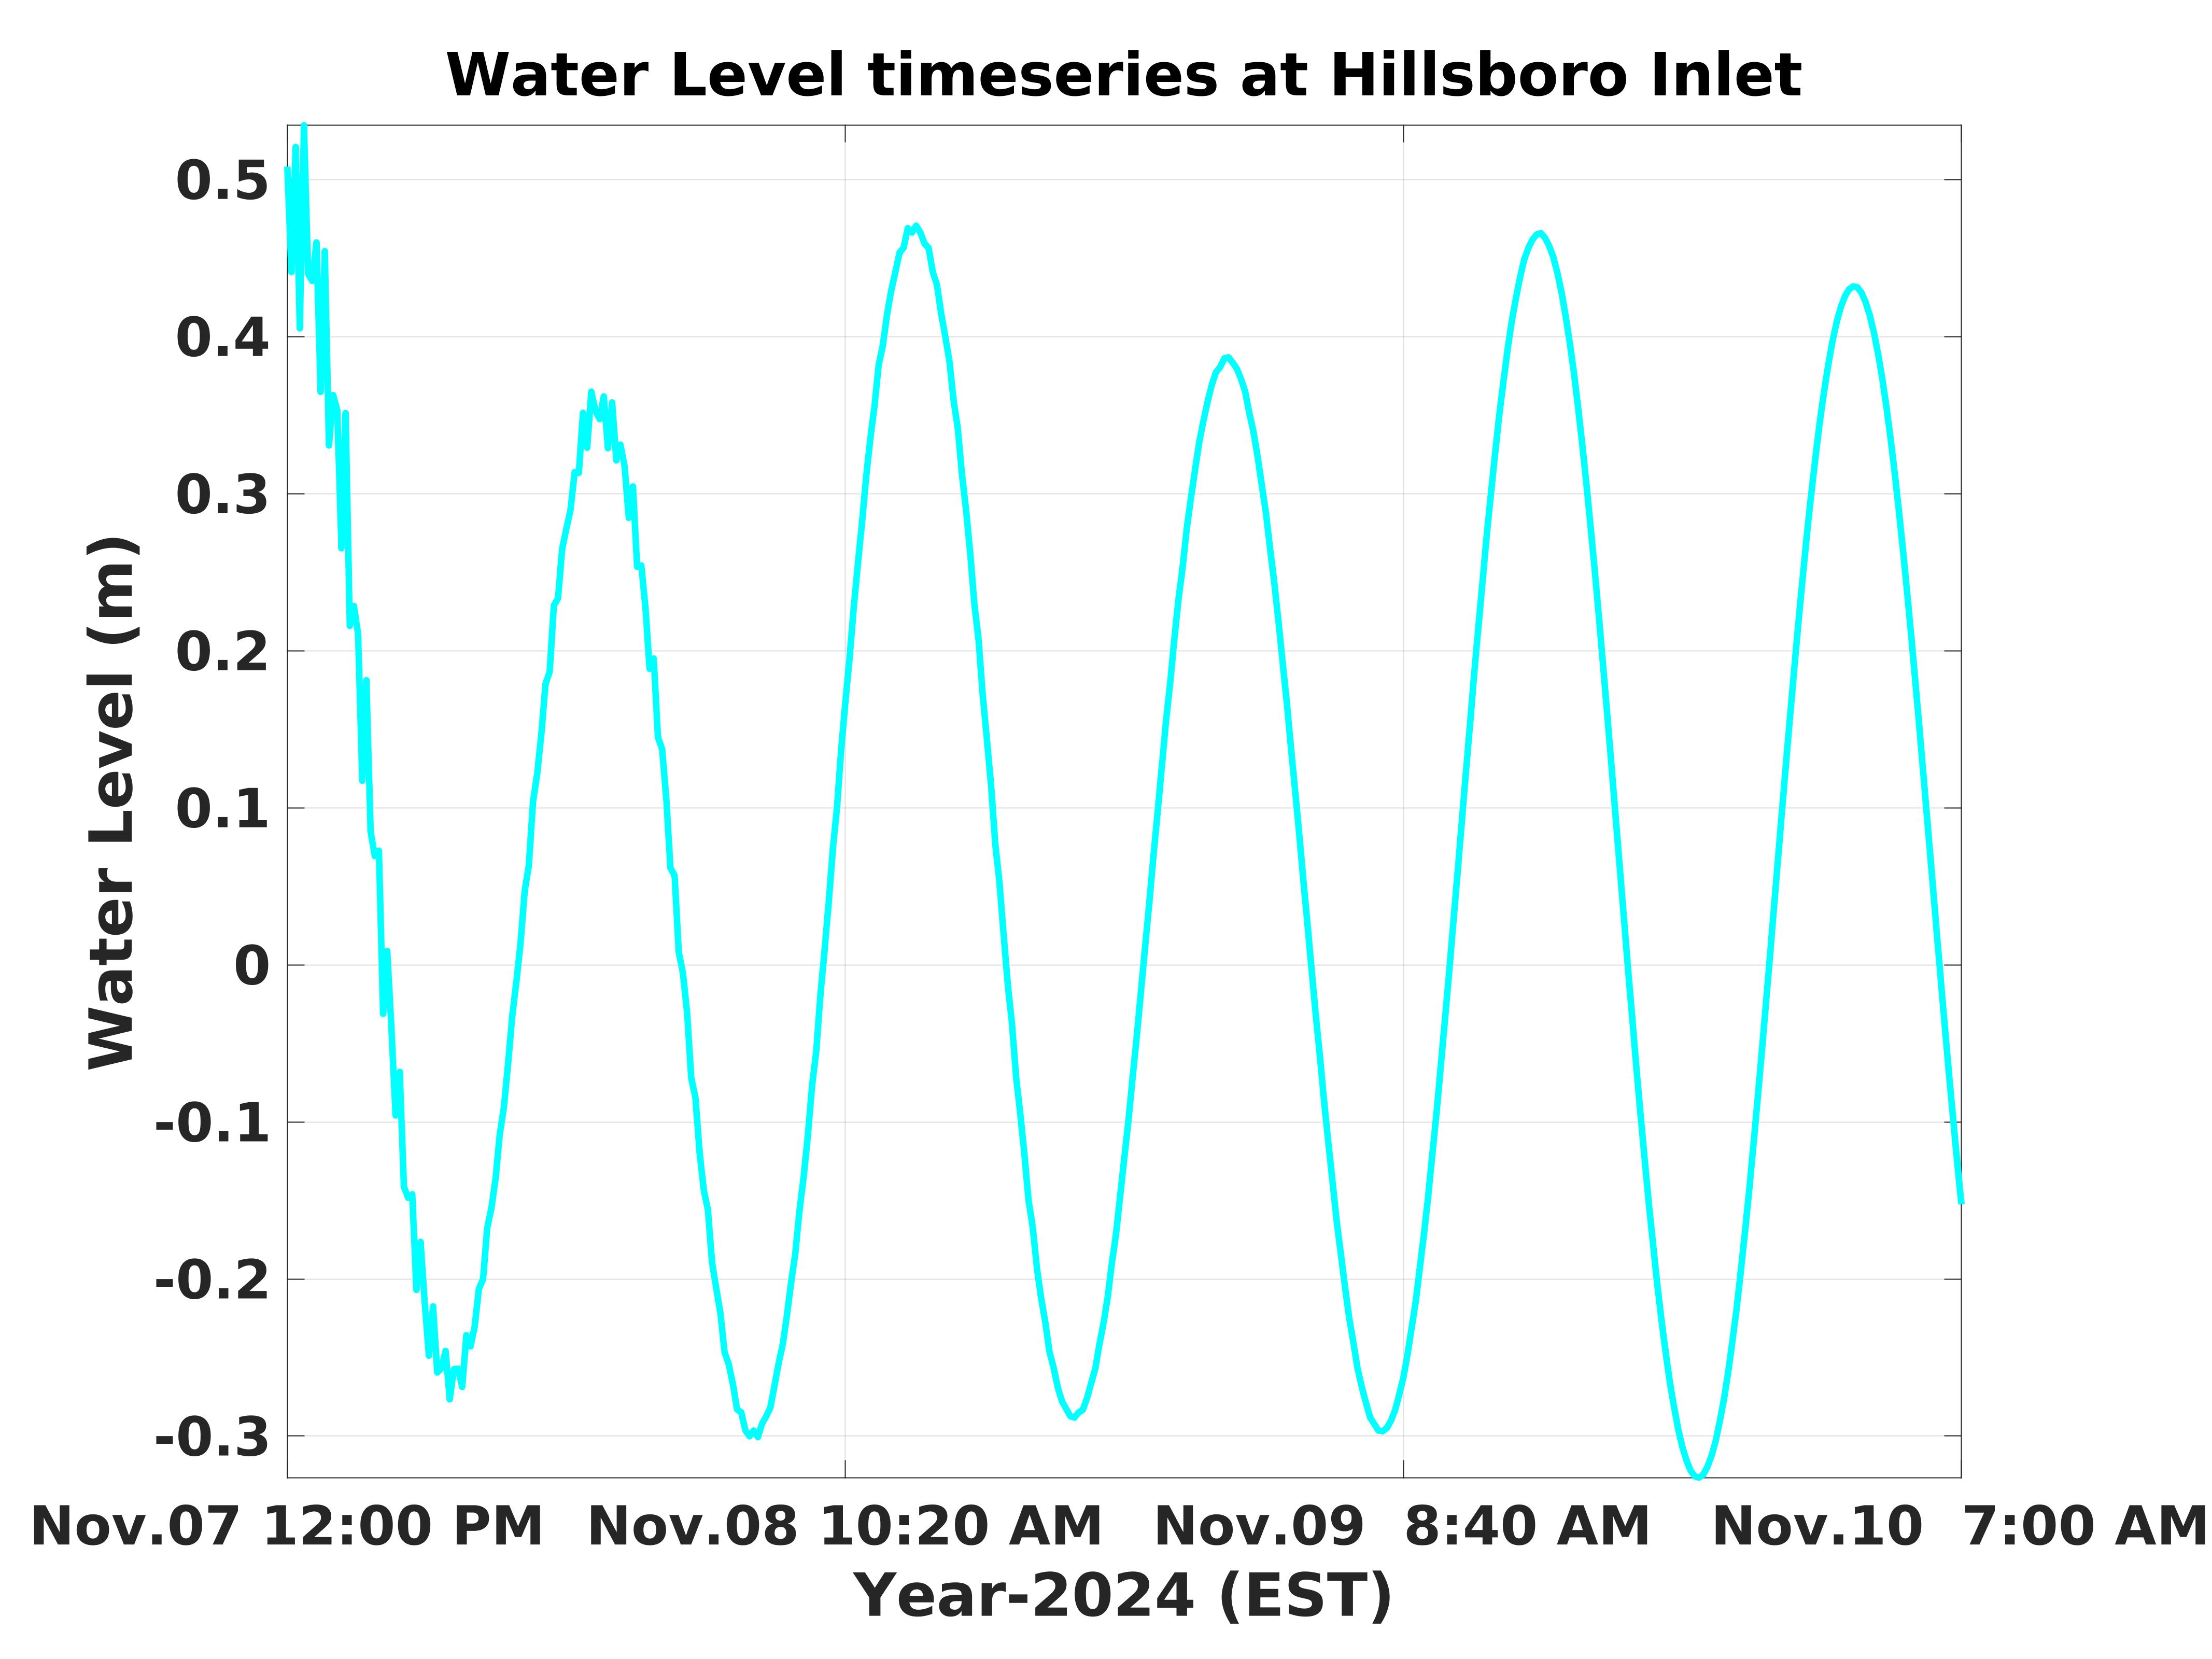 Water Level timeseries at Hillsboro Inlet
Water Level (m)
0.5
0.4
0.3
0.2
0.1
0
-0.1
-0.2
-0.3
Nov.07 12:00 PM
Nov.08 10:20 AM
Nov.09 8:40 AM
Nov.10 7:00 AM
Year-2024 (EST)